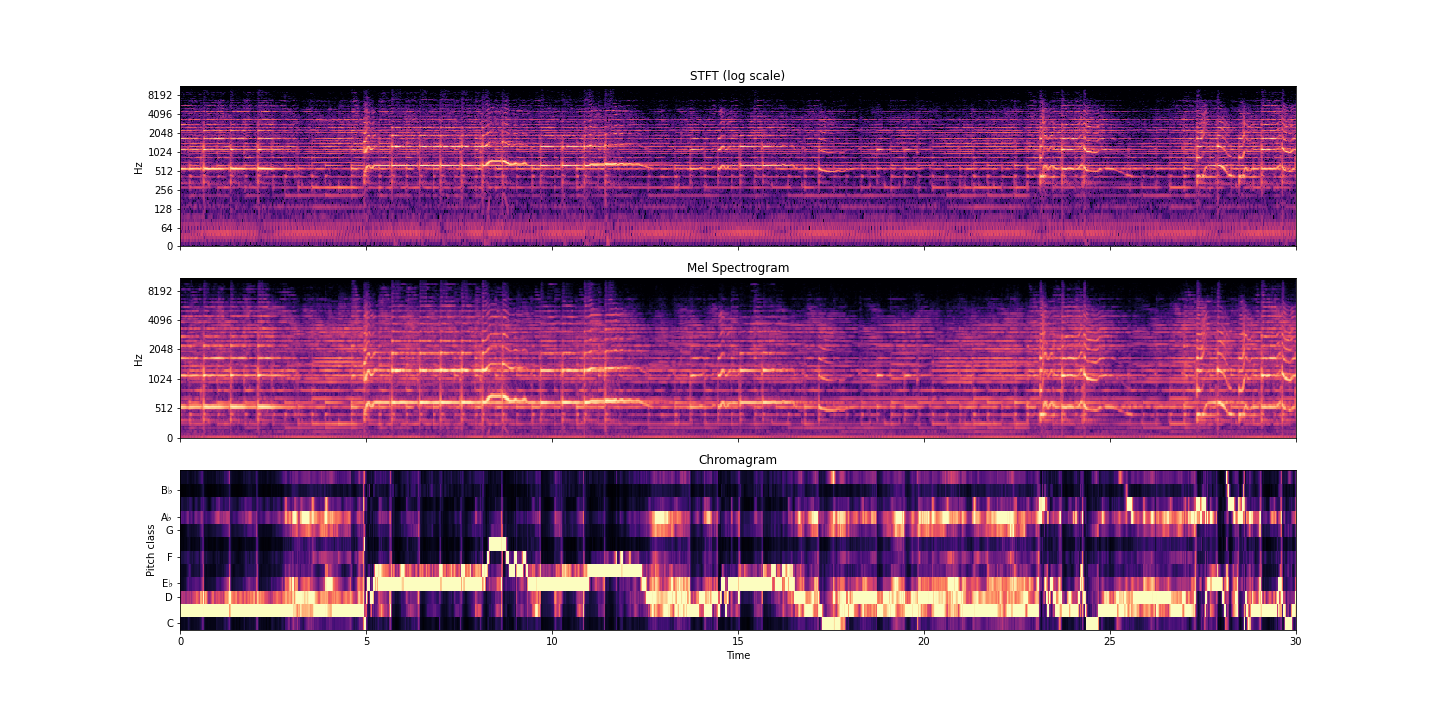 STFT (log scale)
8192
4096
2048
1024
512
256
128
64
0
Hz
Mel Spectrogram
8192
4096
2048
1024
512
0
Hz
Chromagram
B♭
A♭
G
F
E♭
D
C
Pitch class
0 5 10 15 20 25 30
Time